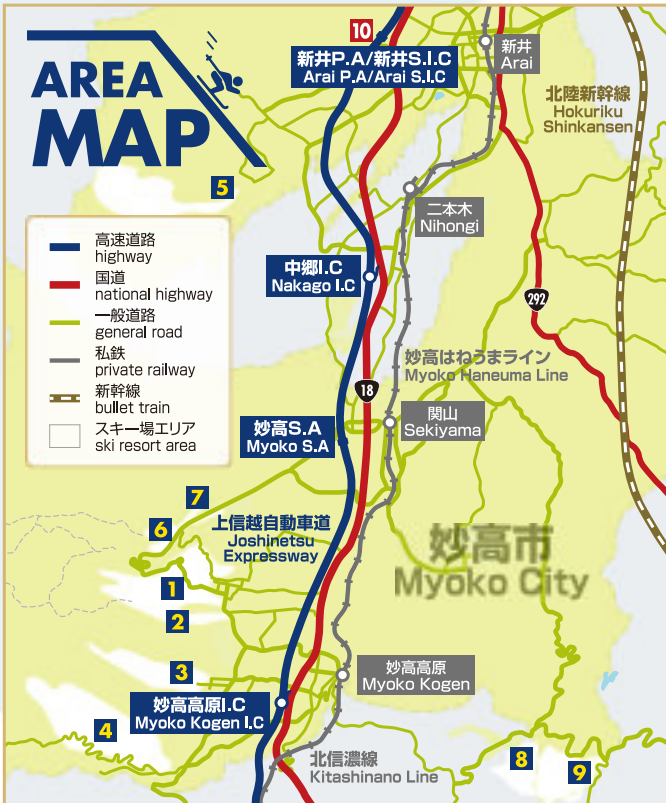 AREA
MAP
10
新井P.A/新井S.I.C
Arai P.A/Arai S.I.C
新井
Arai
北陸新幹線
Hokuriku
Shinkansen
5
二本木
Nihongi
高速道路
highway
国道
national highway
一般道路
general road
私鉄
private railway
新幹線
bullet train
スキー場エリア
ski resort area
中郷I.C
Nakago I.C
292
妙高はねうまライン
Myoko Haneuma Line
18
関山
Sekiyama
妙高S.A
Myoko S.A
7
6
上信越自動車道
Joshinetsu
Expressway
妙高市
Myoko City
1
2
3
妙高高原
Myoko Kogen
妙高高原I.C
Myoko Kogen I.C
4
北信濃線
Kitashinano Line
8
9